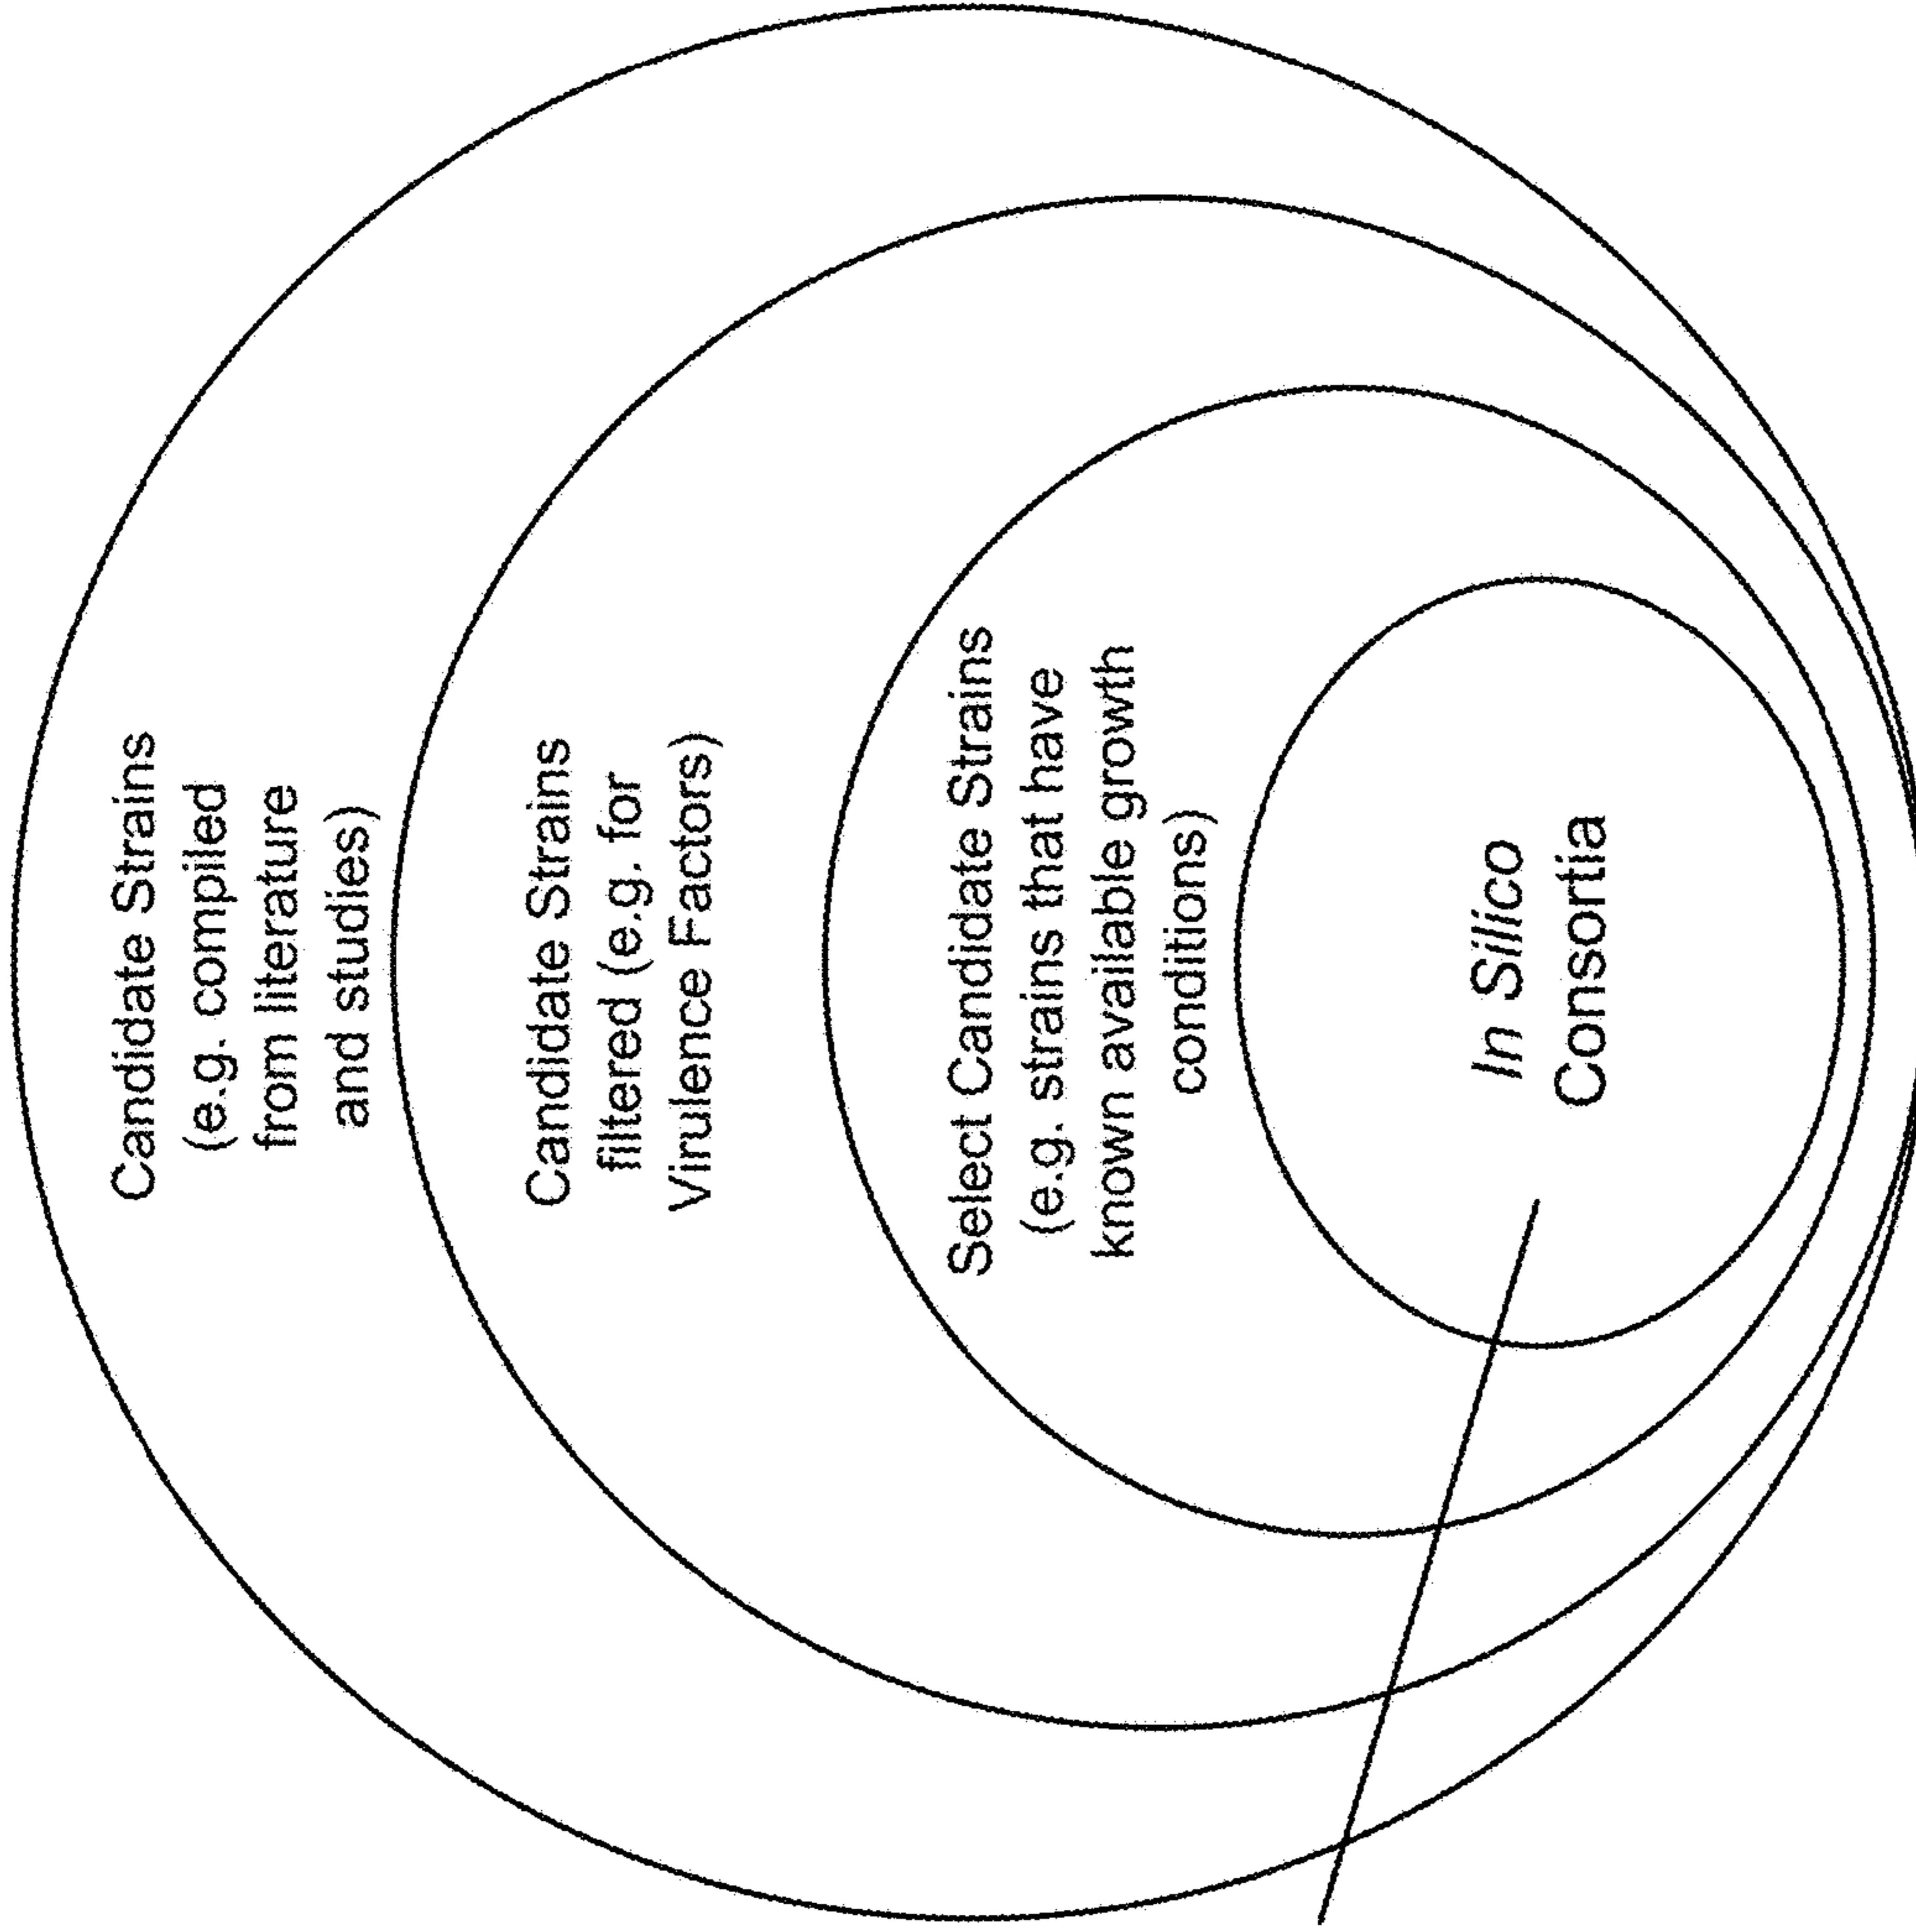 Candidate Strains
(e.g. compiled
from literature
and studies)
Candidate Strains
filtered (e.g. for
Virulence Factors)
Select Candidate Strains
(e.g. strains that have
known available growth
conditions)
In Silico
Consortia